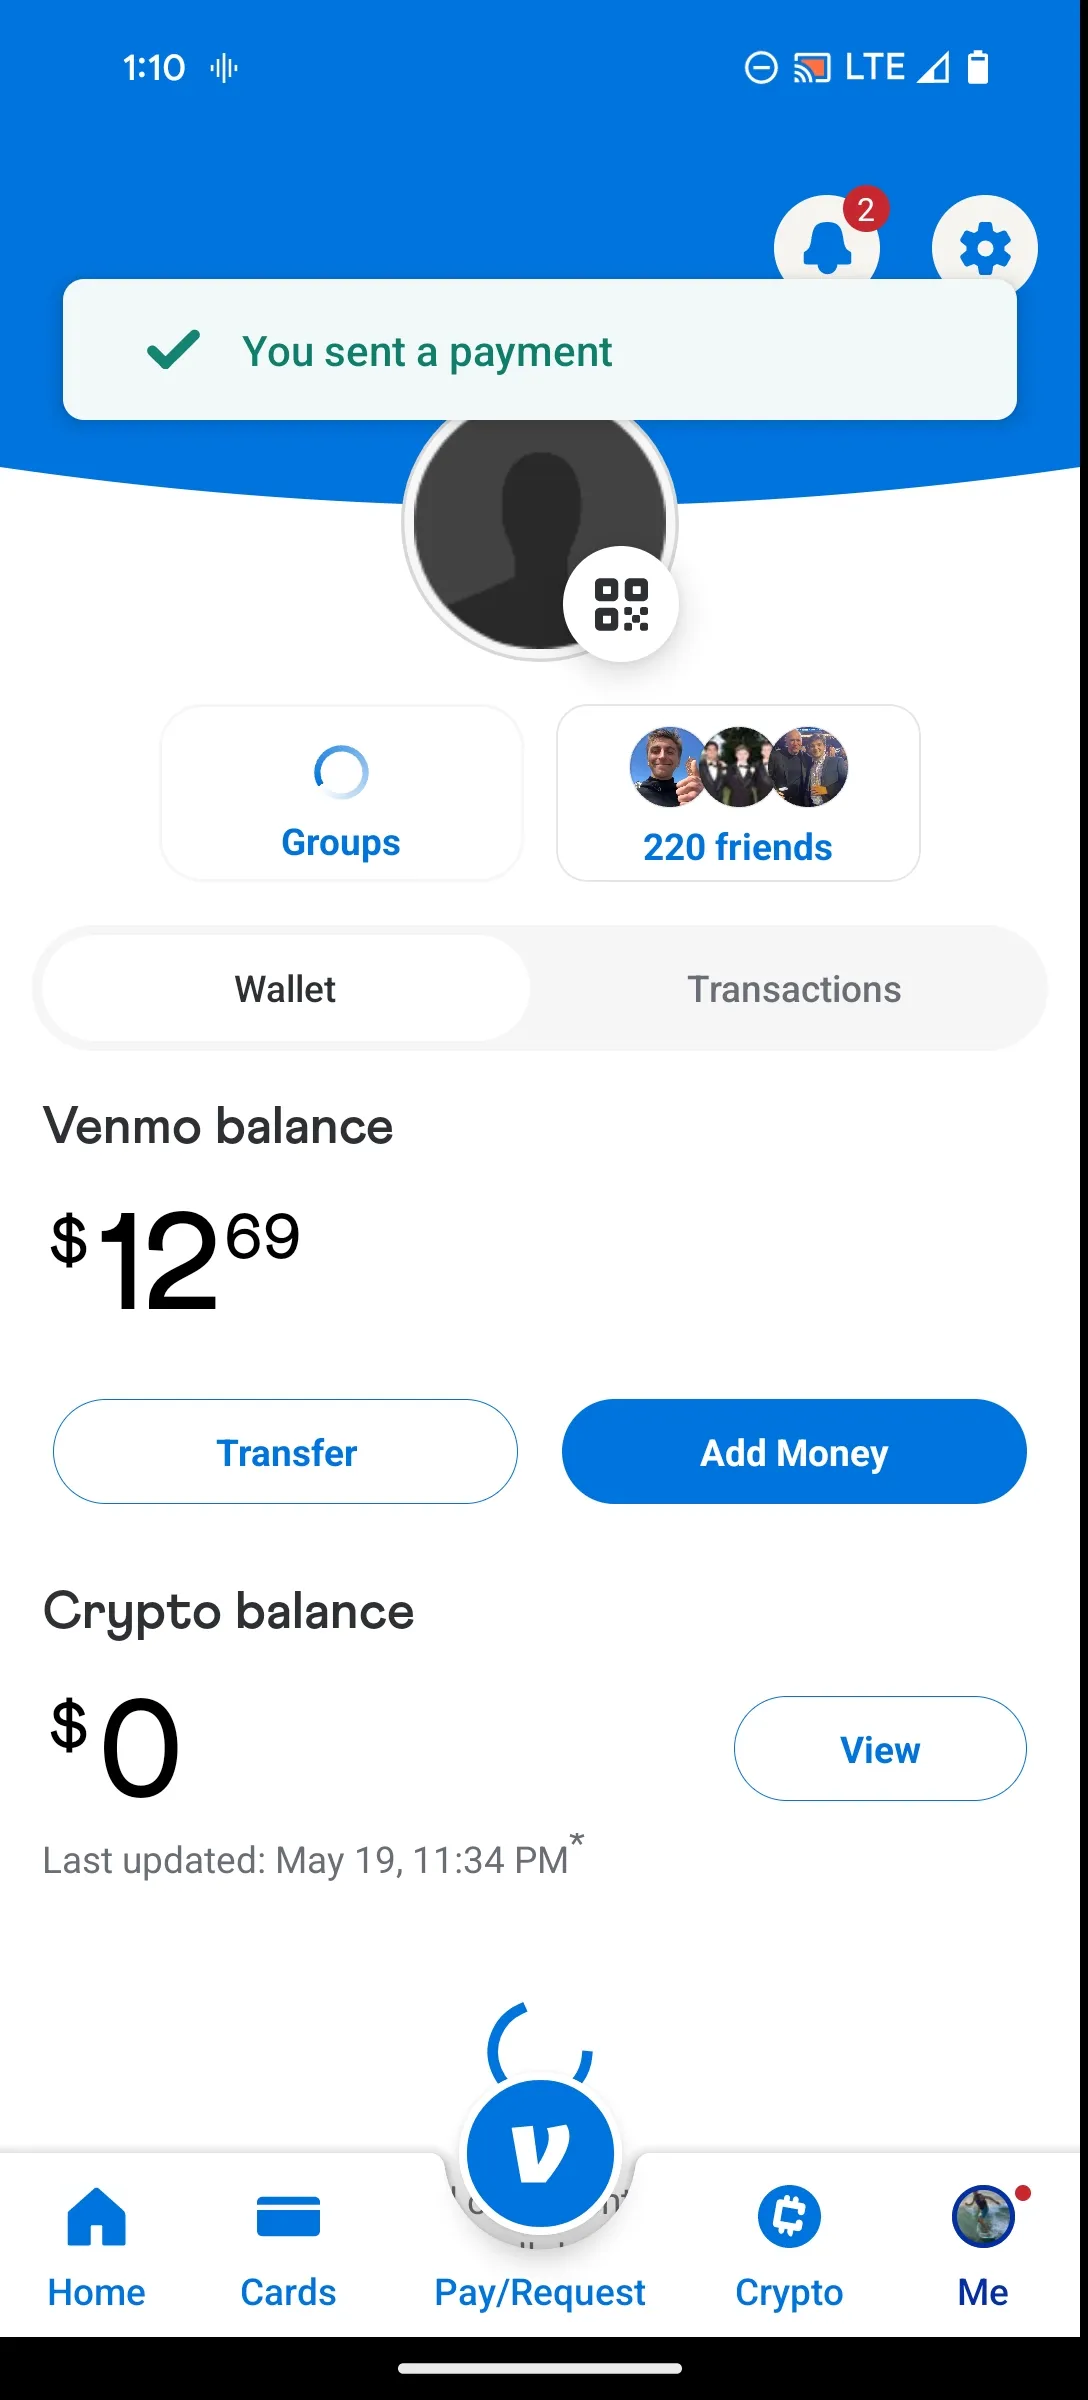 1:10
LTE
2
You sent a payment
Groups
220 friends
Wallet
Transactions
Venmo balance
$12 69
Transfer
Add Money
Crypto balance
$0
View
Last updated: May 19, 11:34 PM*
Home
Cards
Pay/Request
Crypto
Me